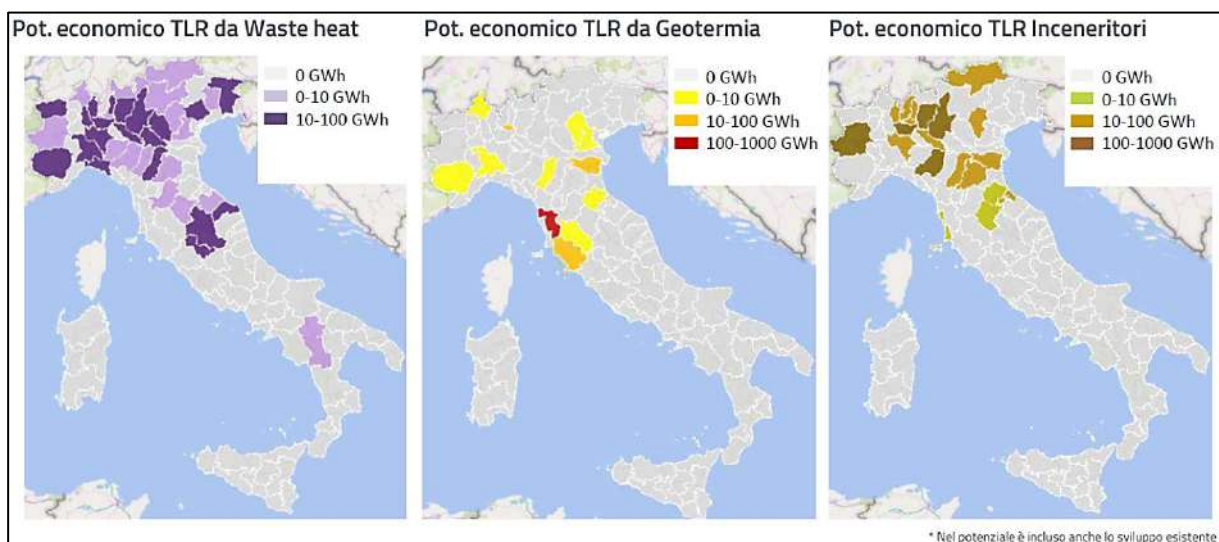 Pot. economico TLR da Waste heat
0 GWh
0-10 GWh
10-100 GWh
Pot. economico TLR da Geotermia
0 GWh
0-10 GWh
10-100 GWh
100-1000 GWh
Pot. economico TLR Inceneritori
0 GWh
0-10 GWh
10-100 GWh
100-1000 GWh
* Nel potenziale è incluso anche lo sviluppo esistente